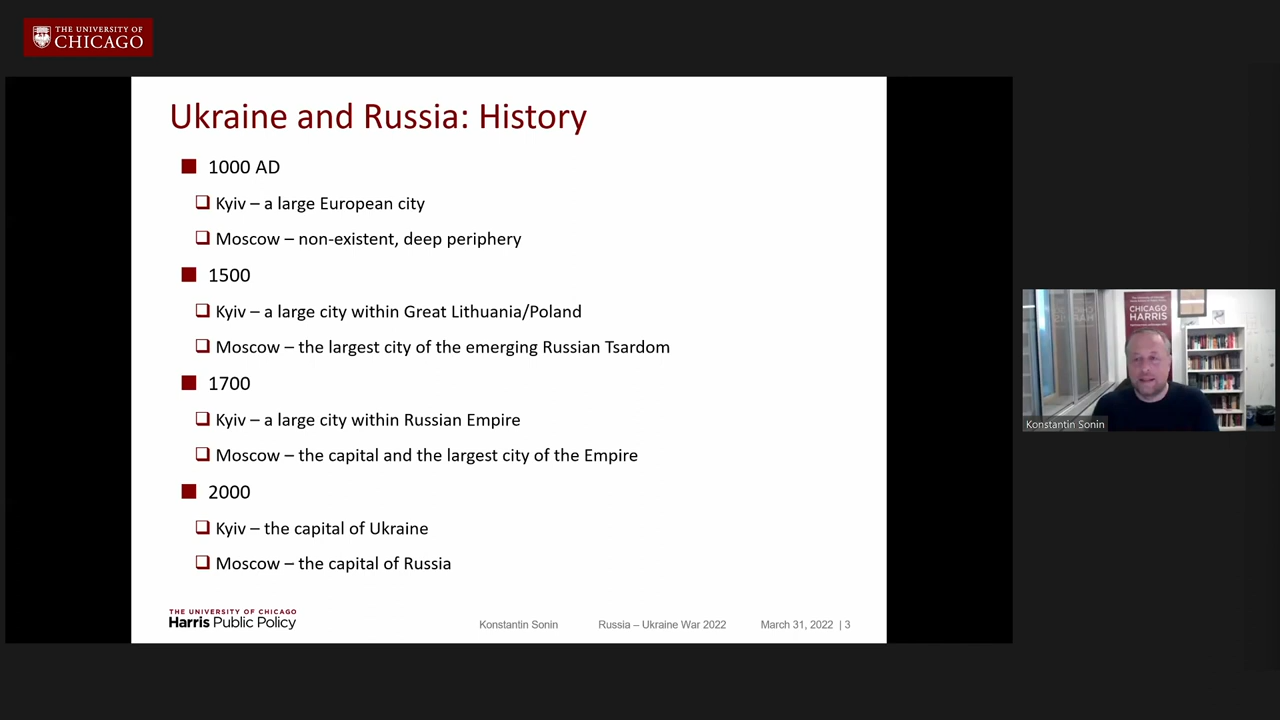 THE UNIVERSITY OF
CHICAGO
Ukraine and Russia: History
1000 AD
Kyiv – a large European city
Moscow – non-existent, deep periphery
1500
Kyiv – a large city within Great Lithuania/Poland
Moscow – the largest city of the emerging Russian Tsardom
1700
Kyiv – a large city within Russian Empire
Moscow – the capital and the largest city of the Empire
2000
Kyiv – the capital of Ukraine
Moscow – the capital of Russia
THE UNIVERSITY OF CHICAGO
Harris Public Policy
Konstantin Sonin Russia – Ukraine War 2022 March 31, 2022 | 3
CHICAGO
HARRIS
Konstantin Sonin